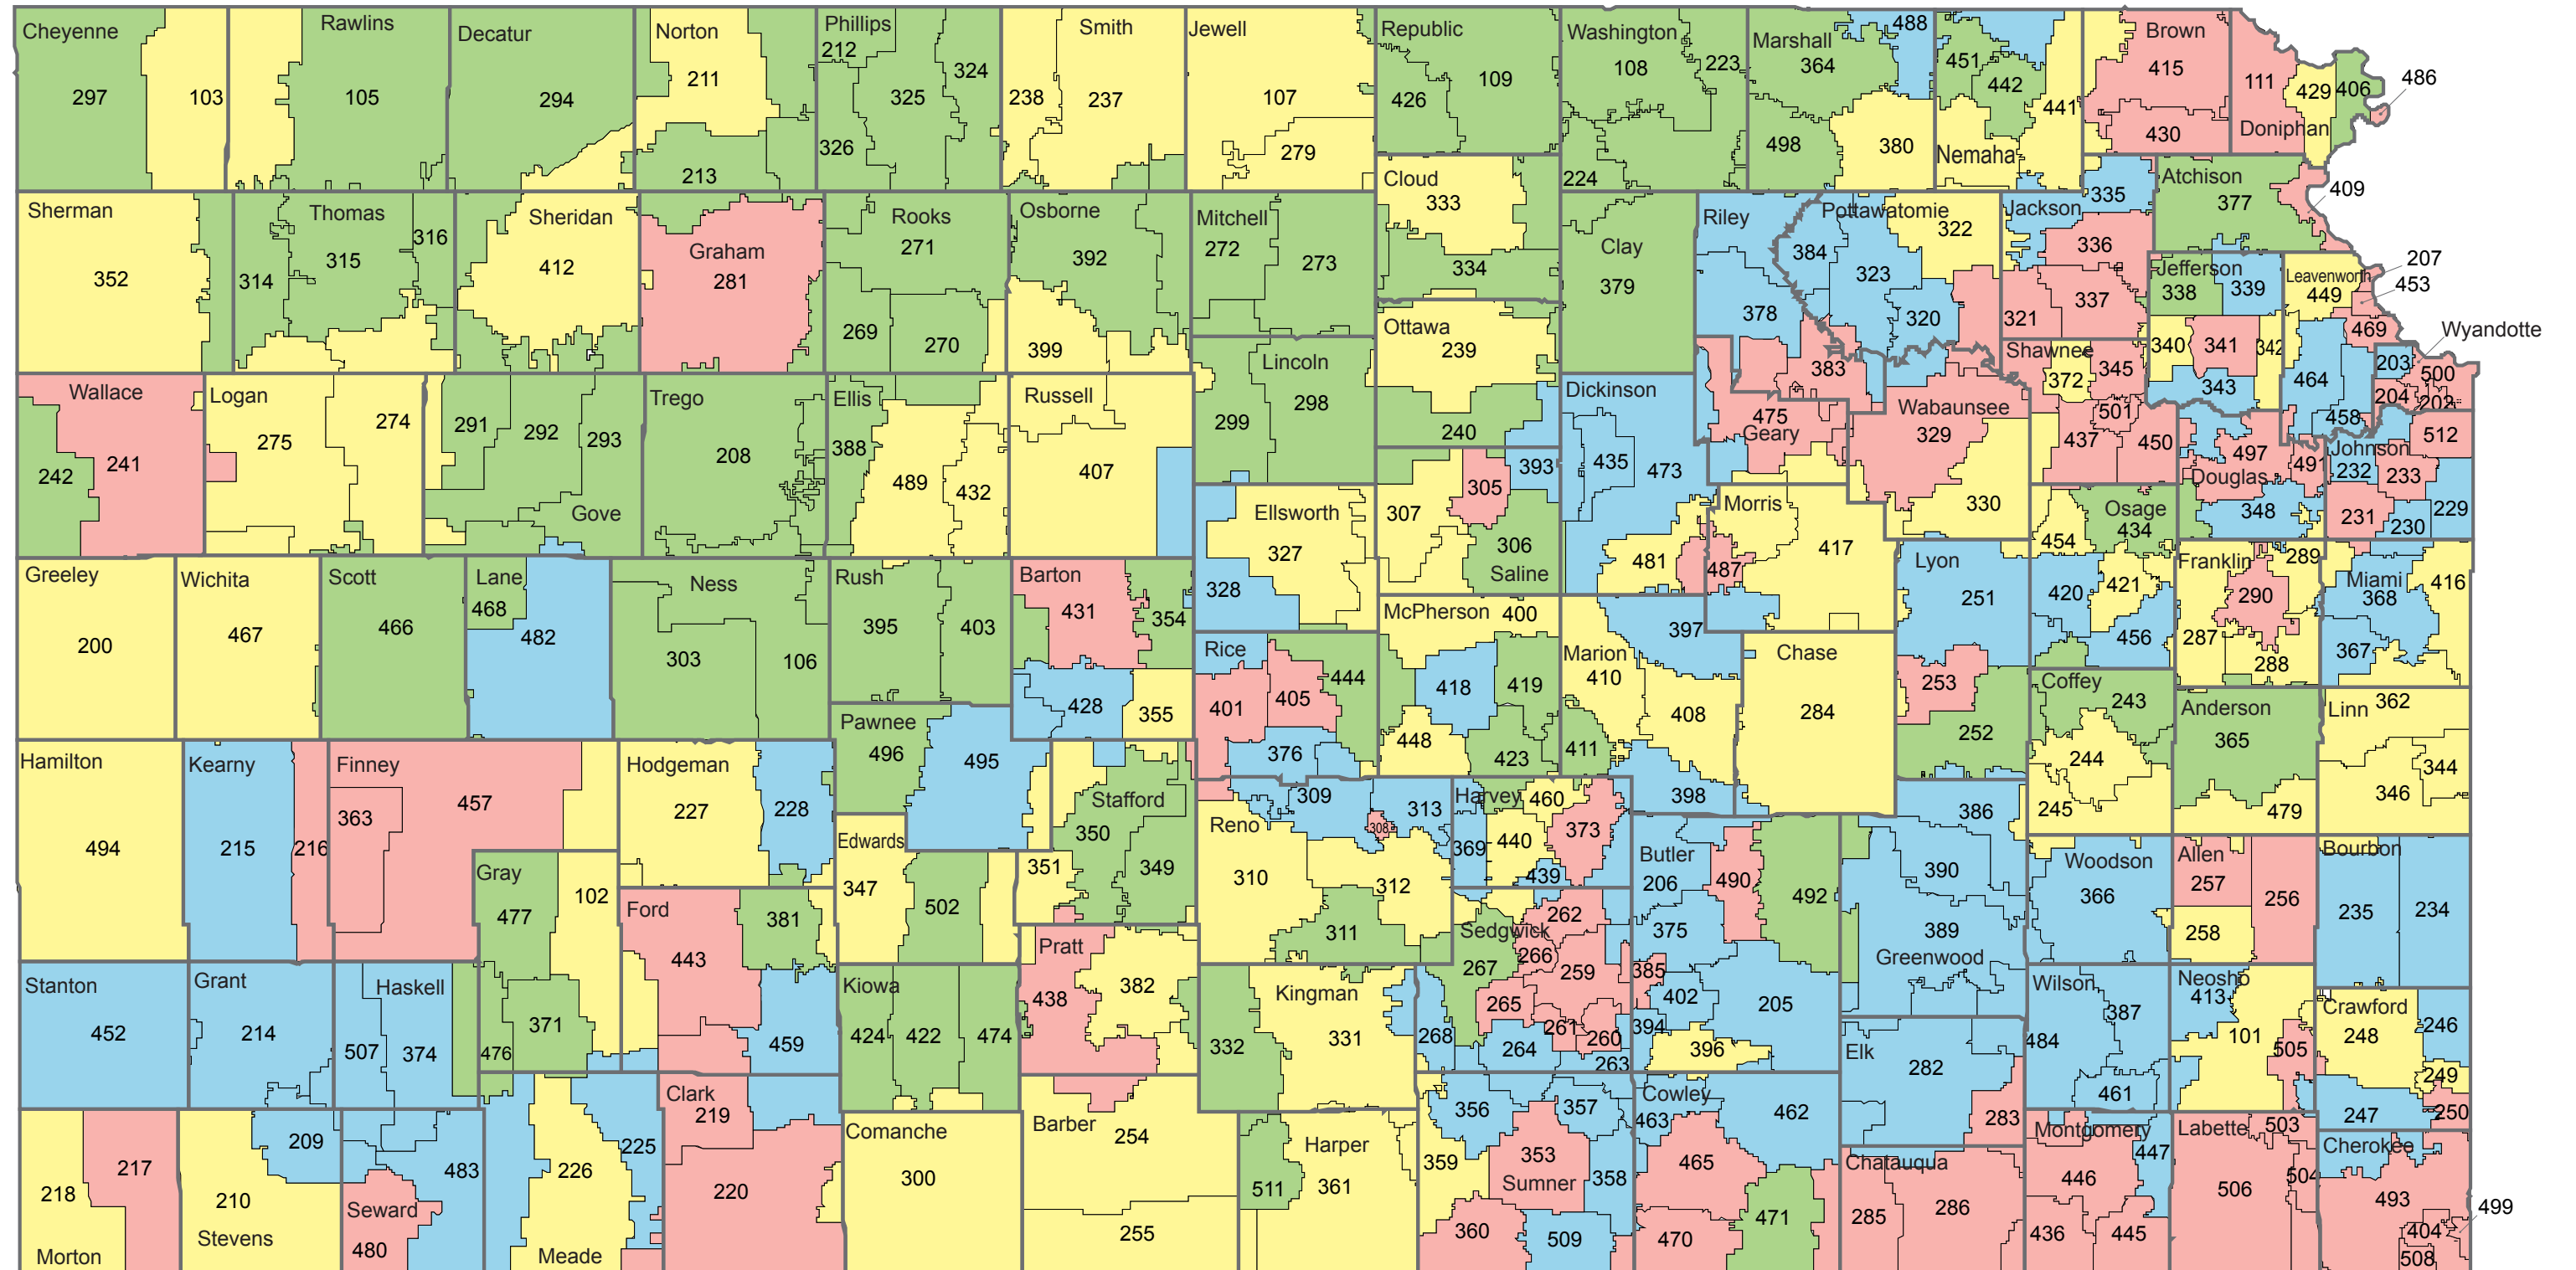 Cheyenne
297
103
Rawlins
105
Decatur
294
Norton
211
213
Phillips
212
324
325
326
Smith
238
237
Jewell
107
279
Republic
109
426
Washington
108
223
224
Marshall
364
488
498
380
451
442
441
Nemaha
Brown
415
430
111
Doniphan
429
406
486
Sherman
352
Thomas
314
315
316
Sheridan
412
Graham
281
Rooks
271
269
270
Osborne
392
399
Mitchell
272
273
Cloud
333
334
Clay
379
Riley
378
384
Pottawatomie
322
323
320
383
Jackson
335
336
337
321
Atchison
377
409
Jefferson
338
339
340
341
342
343
Leavenworth
449
207
453
469
464
458
Wyandotte
203
500
204
202
Wallace
242
241
Logan
275
274
291
292
293
Gove
Trego
208
Ellis
388
489
432
Russell
407
Lincoln
299
298
Ottawa
239
240
Dickinson
435
473
481
487
475
Geary
Wabaunsee
329
330
Shawnee
372
345
501
437
450
497
491
Douglas
348
Johnson
512
232
233
231
230
229
Ellsworth
327
328
307
305
393
306
Saline
Morris
417
Osage
434
454
Greeley
200
Wichita
467
Scott
466
Lane
468
482
Ness
303
106
Rush
395
403
Barton
431
354
428
355
Rice
401
405
444
376
McPherson
400
418
419
448
423
Marion
397
410
408
411
398
Chase
284
Lyon
251
253
252
420
421
456
Franklin
289
290
287
288
Miami
368
416
367
Coffey
243
244
245
Anderson
365
479
Linn
362
344
346
Hamilton
494
Kearny
215
216
Finney
363
457
Hodgeman
227
228
Pawnee
496
495
Stafford
350
349
351
Edwards
347
502
Reno
309
308
313
310
312
311
Harvey
460
440
373
369
439
Butler
206
490
492
375
385
402
205
394
396
386
390
389
Greenwood
Woodson
366
Allen
257
256
258
Bourbon
235
234
Gray
477
102
371
476
Ford
443
381
459
Stanton
452
Grant
214
Haskell
507
374
Kiowa
424
422
474
Pratt
438
382
332
Kingman
331
Sedgwick
262
266
267
259
265
261
260
264
263
268
Elk
282
283
Wilson
387
484
461
Neosho
413
101
505
Crawford
248
246
249
247
250
218
217
Morton
209
210
Stevens
483
Seward
480
226
225
Meade
Clark
219
220
Comanche
300
Barber
254
255
Harper
511
361
356
357
359
353
358
Sumner
360
509
Cowley
463
462
465
470
471
Chatauqua
285
286
Montgomery
447
446
436
445
Labette
503
504
506
Cherokee
493
404
508
499